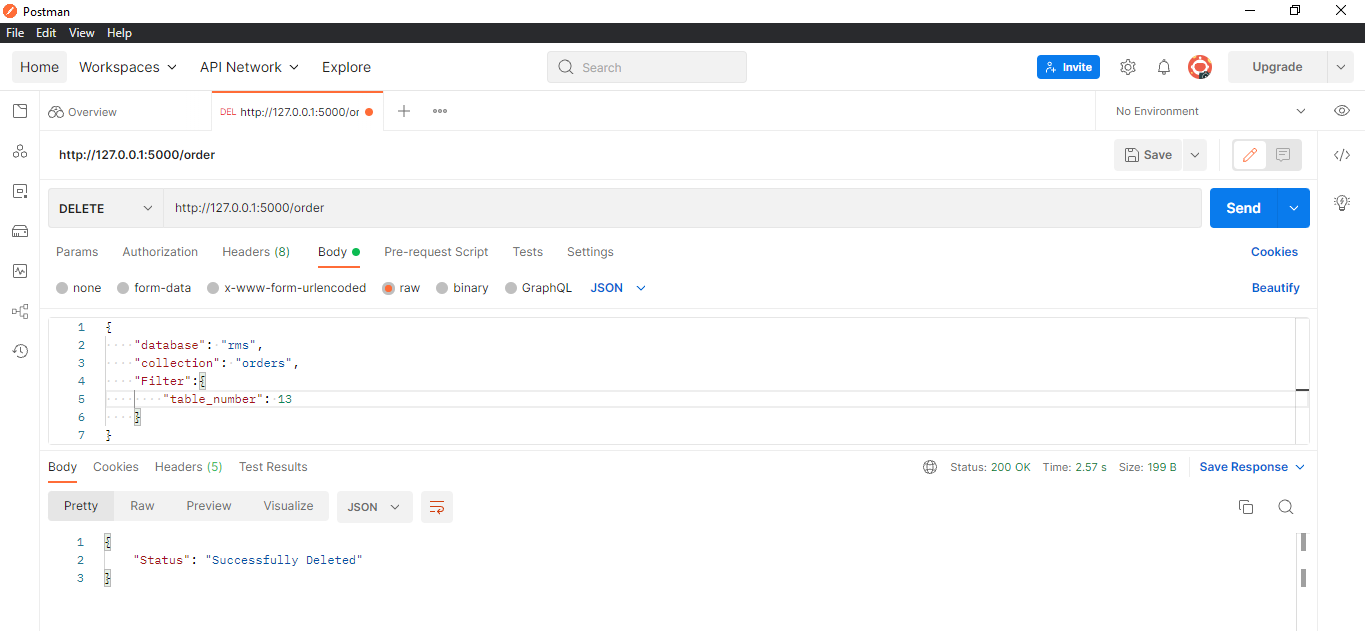 Postman
File Edit View Help
Home Workspaces API Network Explore Search Invite Upgrade
Overview DEL http://127.0.0.1:5000/or No Environment
http://127.0.0.1:5000/order Save
DELETE http://127.0.0.1:5000/order Send
Params Authorization Headers (8) Body Pre-request Script Tests Settings Cookies
none form-data x-www-form-urlencoded raw binary GraphQL JSON Beautify
1 {
2 "database": "rms",
3 "collection": "orders",
4 "Filter":{
5 "table_number": 13
6 }
7 }
Body Cookies Headers (5) Test Results Status: 200 OK Time: 2.57 s Size: 199 B Save Response
Pretty Raw Preview Visualize JSON
1 {
2 "Status": "Successfully Deleted"
3 }